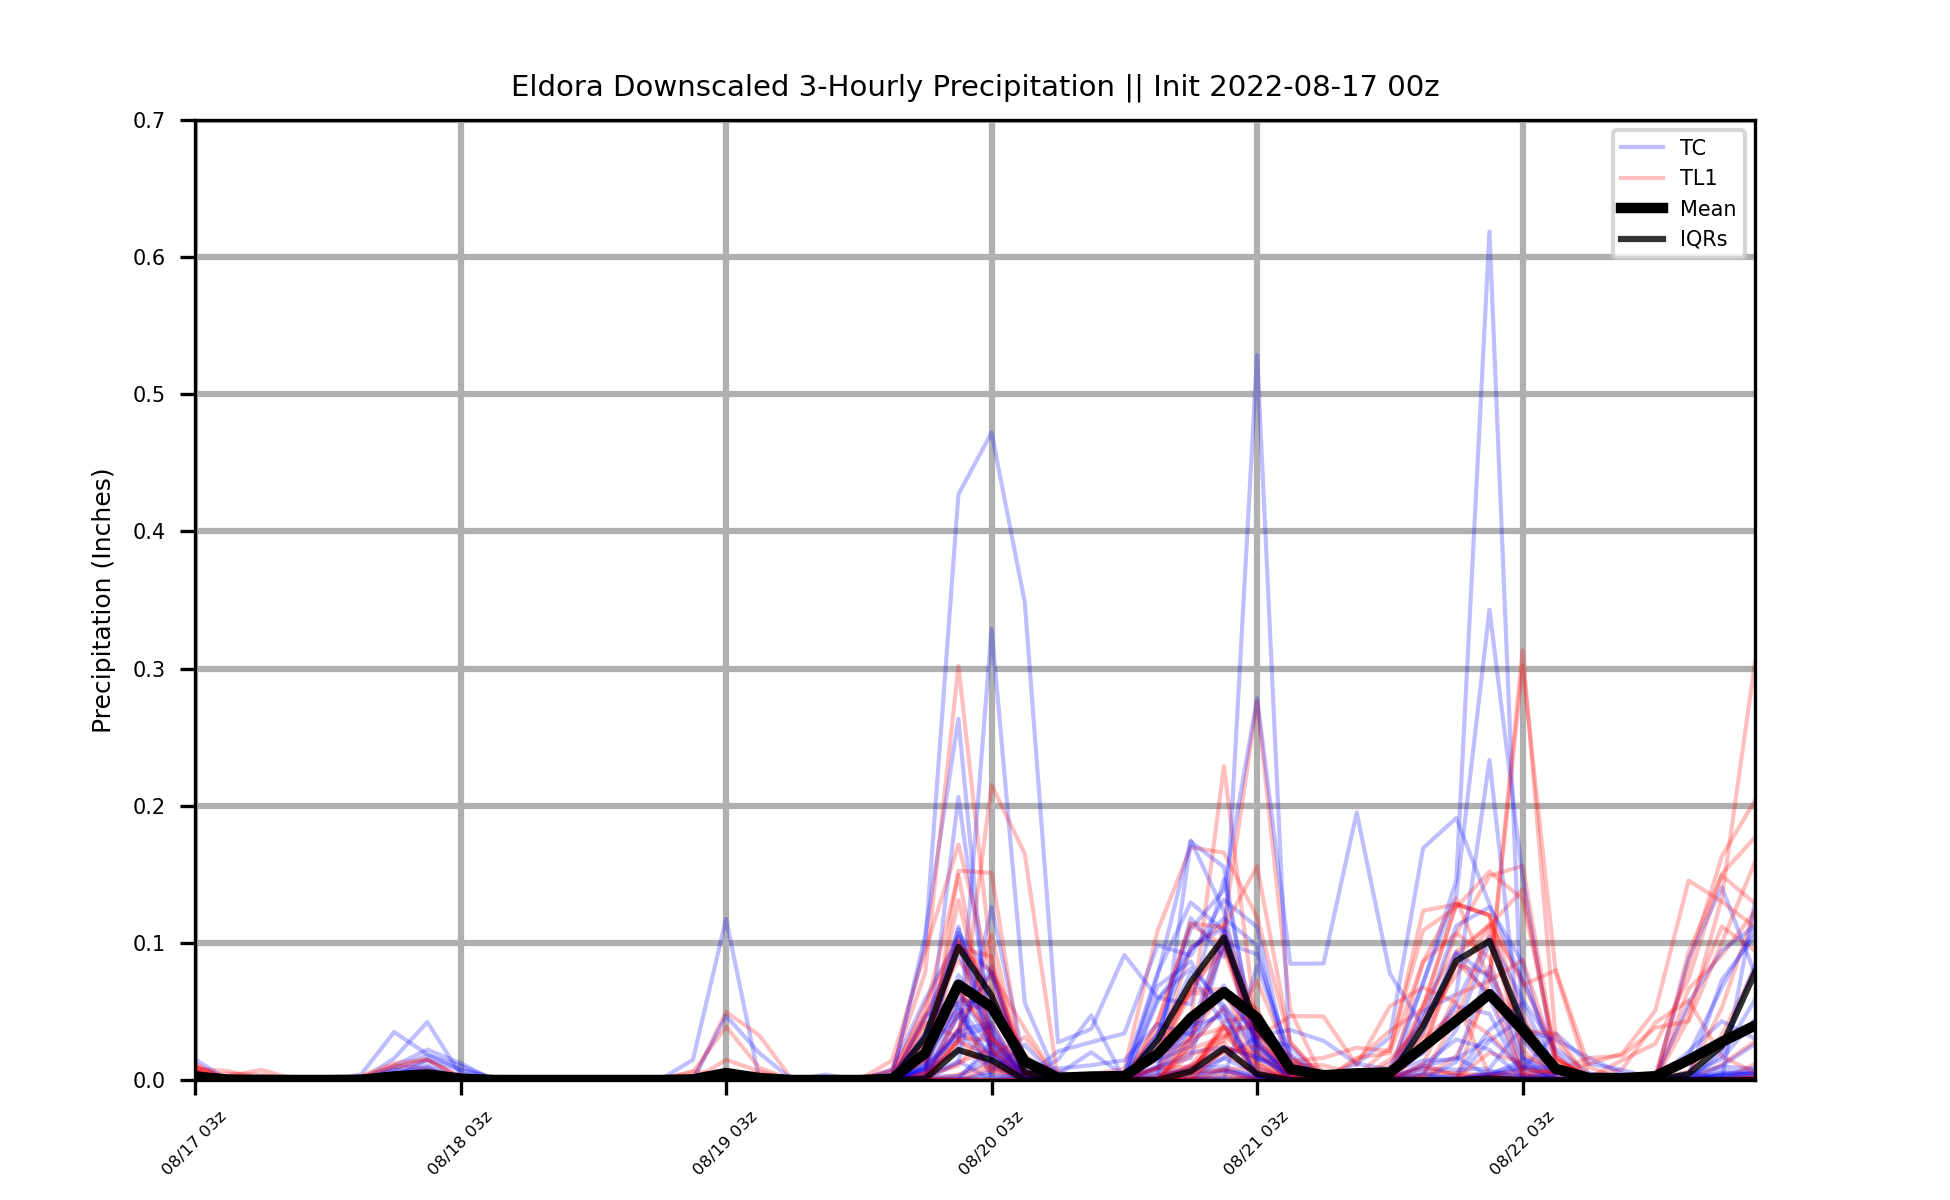 Eldora Downscaled 3-Hourly Precipitation || Init 2022-08-17 00z
Precipitation (Inches)
0.7
0.6
0.5
0.4
0.3
0.2
0.1
0.0
TC
TL1
Mean
IQRs
08/17 03z
08/18 03z
08/19 03z
08/20 03z
08/21 03z
08/22 03z